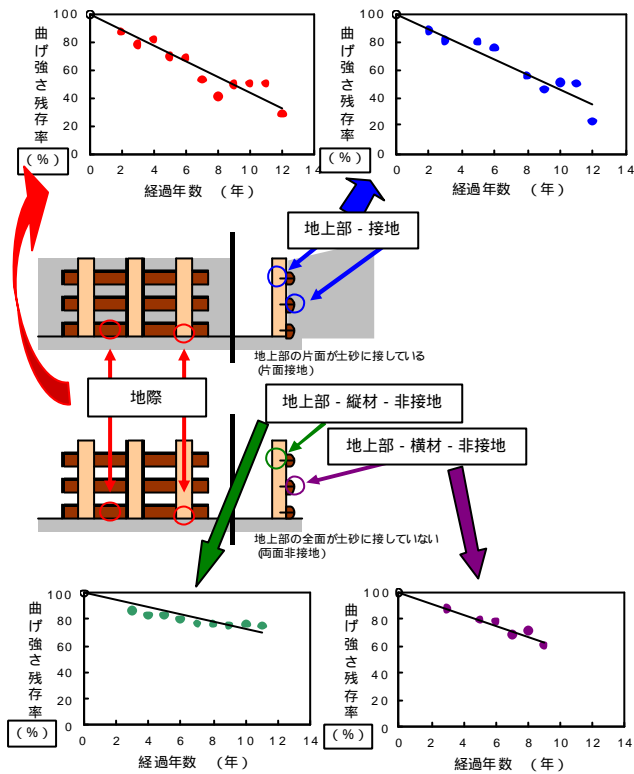 100
80
60
40
20
0
0 2 4 6 8 10 12 14
曲げ強さ残存率
(%)
経過年数 (年)
100
80
60
40
20
0
0 2 4 6 8 10 12 14
曲げ強さ残存率
(%)
経過年数 (年)
地上部 - 接地
地上部の片面が土砂に接している
(片面接地)
地際
地上部 - 縦材 - 非接地
地上部 - 横材 - 非接地
地上部の全面が土砂に接していない
(両面非接地)
100
80
60
40
20
0
0 2 4 6 8 10 12 14
曲げ強さ残存率
(%)
経過年数 (年)
100
80
60
40
20
0
0 2 4 6 8 10 12 14
曲げ強さ残存率
(%)
経過年数 (年)